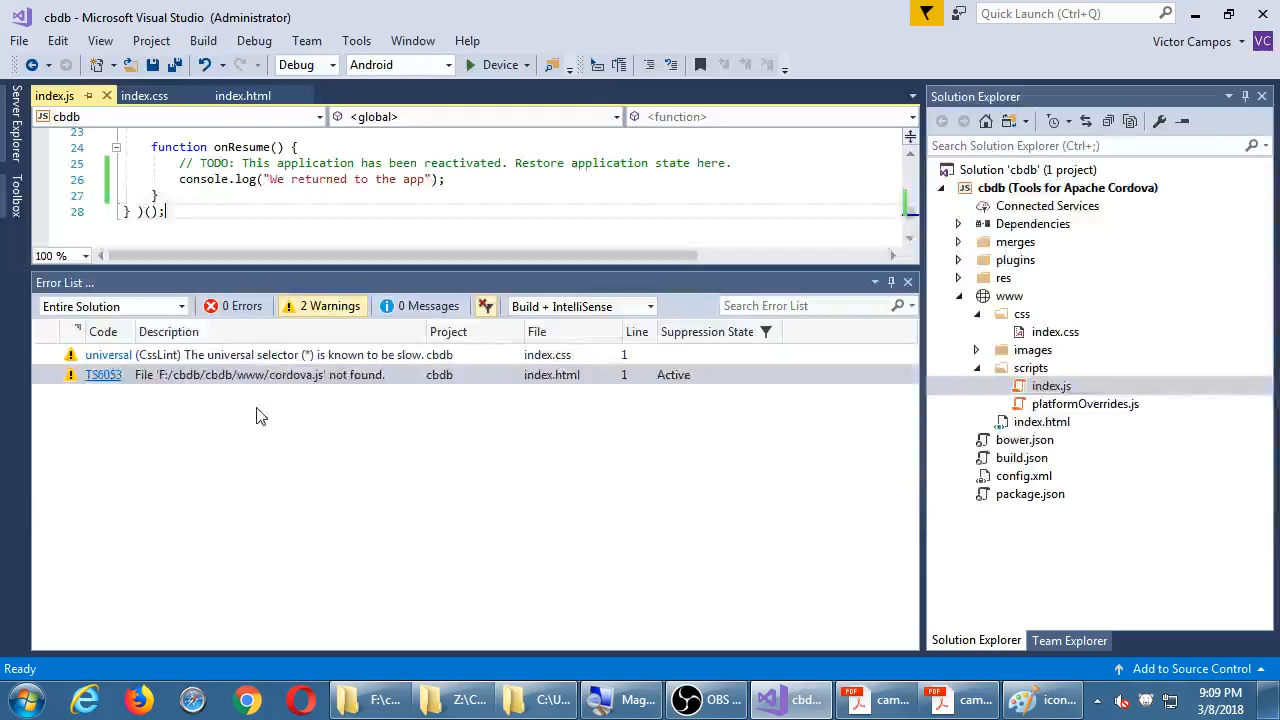 cbdb - Microsoft Visual Studio (Administrator)
Quick Launch (Ctrl+;)
File Edit View Project Build Debug Team Tools Window Help
Victor Campos VC
Debug Android Device
Server Explorer
Toolbox
index.js index.css index.html
cbdb <global> <function>
23
24 function onResume() {
25 // TODO: This application has been reactivated. Restore application state here.
26 console.log("We returned to the app");
27 }
28 } )();
100 %
Error List ...
Entire Solution 0 Errors 2 Warnings 0 Messages Build + IntelliSense Search Error List
Code Description Project File Line Suppression State
universal (CssLint) The universal selector (*) is known to be slow. cbdb index.css 1
TS6053 File 'F:/cbdb/cbdb/www/cordova.js' not found. cbdb index.html 1 Active
Solution Explorer
Search Solution Explorer (Ctrl+;)
Solution 'cbdb' (1 project)
JS cbdb (Tools for Apache Cordova)
Connected Services
Dependencies
merges
plugins
res
www
css
index.css
images
scripts
index.js
platformOverrides.js
index.html
bower.json
build.json
config.xml
package.json
Solution Explorer Team Explorer
Ready
Add to Source Control
F:\c... Z:\C... C:\U... Mag... OBS ... cbd... PDF cam... PDF cam... icon...
9:09 PM
3/8/2018